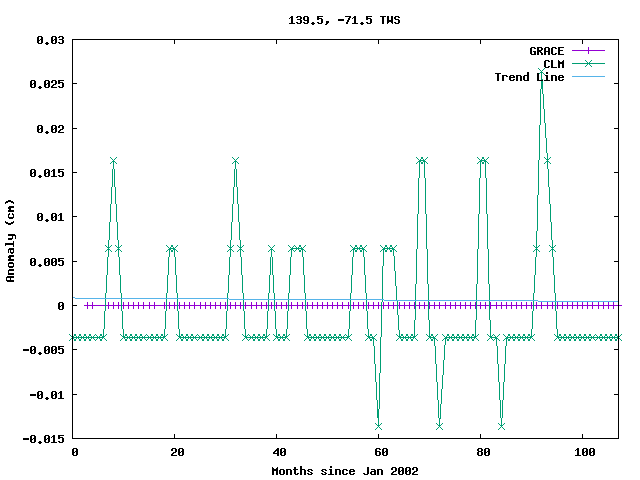 139.5, -71.5 TWS
GRACE
CLM
Trend Line
0.03
0.025
0.02
0.015
0.01
0.005
0
-0.005
-0.01
-0.015
Anomaly (cm)
0 20 40 60 80 100
Months since Jan 2002